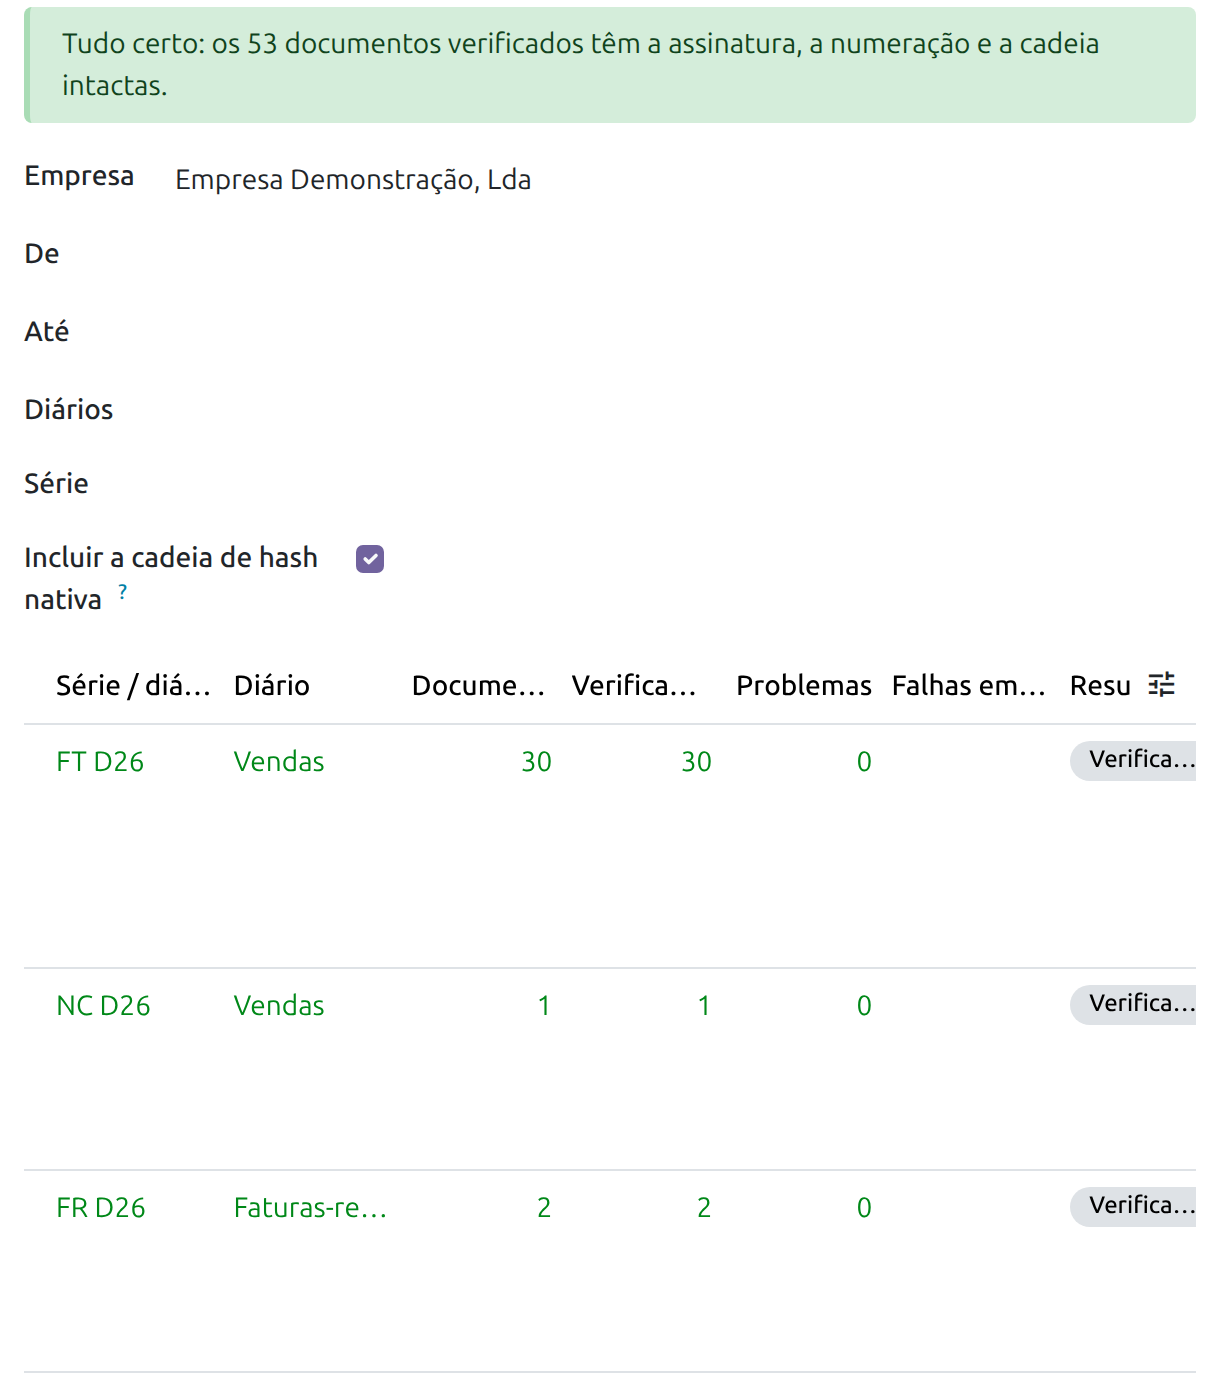 Tudo certo: os 53 documentos verificados têm a assinatura, a numeração e a cadeia
intactas.
Empresa Empresa Demonstração, Lda
De
Até
Diários
Série
Incluir a cadeia de hash
nativa ?
Série / diá… Diário Docume… Verifica… Problemas Falhas em… Resu
FT D26 Vendas 30 30 0 Verifica…
NC D26 Vendas 1 1 0 Verifica…
FR D26 Faturas-re… 2 2 0 Verifica…